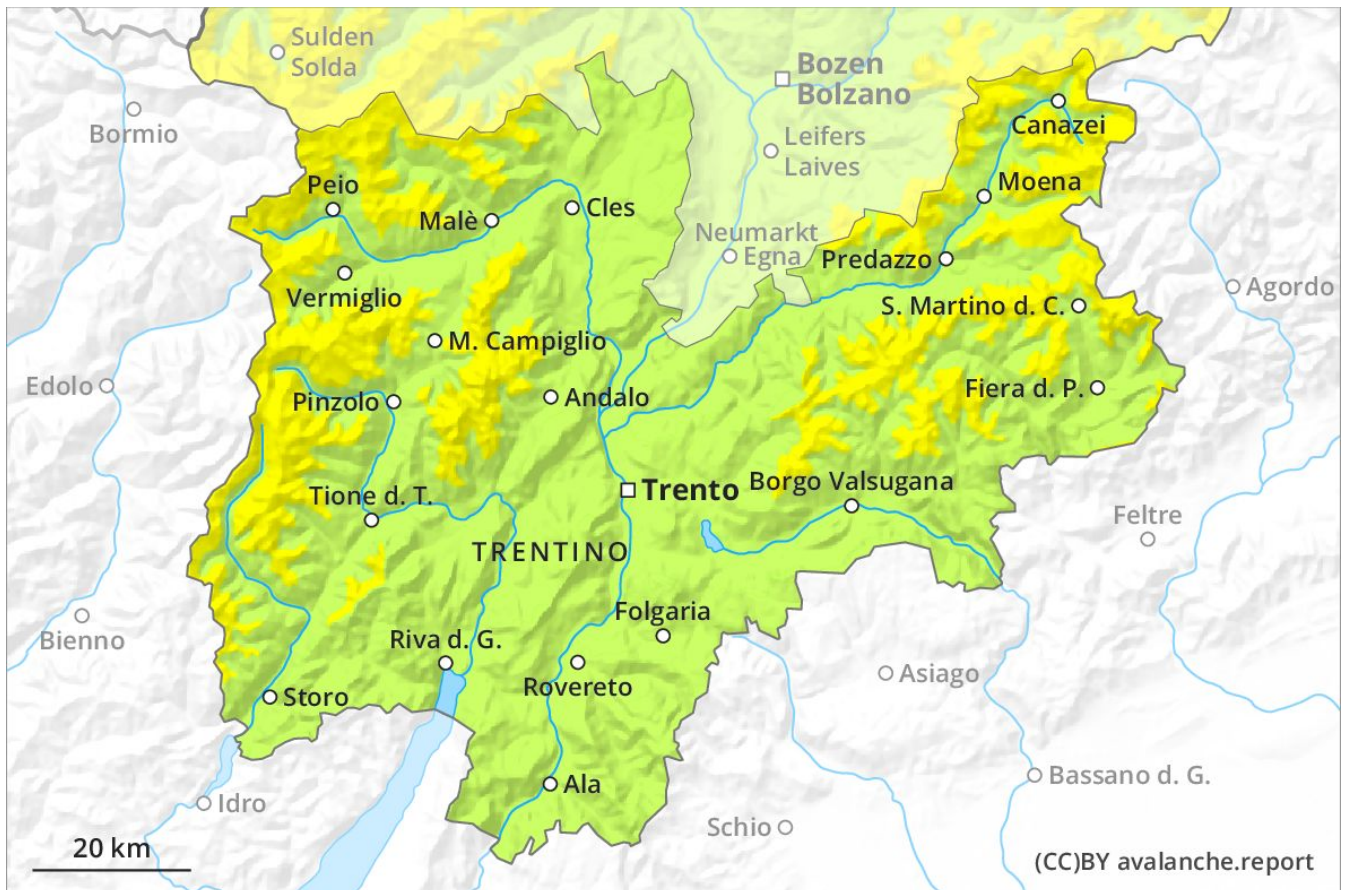 Sulden
Solda
Bozen
Bolzano
Bormio
Canazei
Leifers
Laives
Peio
Moena
Malè
Cles
Neumarkt
Egna
Predazzo
Vermiglio
Agordo
S. Martino d. C.
M. Campiglio
Edolo
Pinzolo
Andalo
Fiera d. P.
Trento
Borgo Valsugana
Tione d. T.
Feltre
TRENTINO
Bienno
Folgaria
Riva d. G.
Asiago
Rovereto
Storo
Bassano d. G.
Ala
Idro
Schio
20 km
(CC)BY avalanche.report